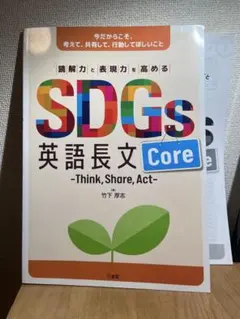 今だからこそ、
考えて、共有して、行動してほしいこと
読解力と表現力を高める
SDGs
英語長文 Core
-Think, Share, Act-
竹下 厚志